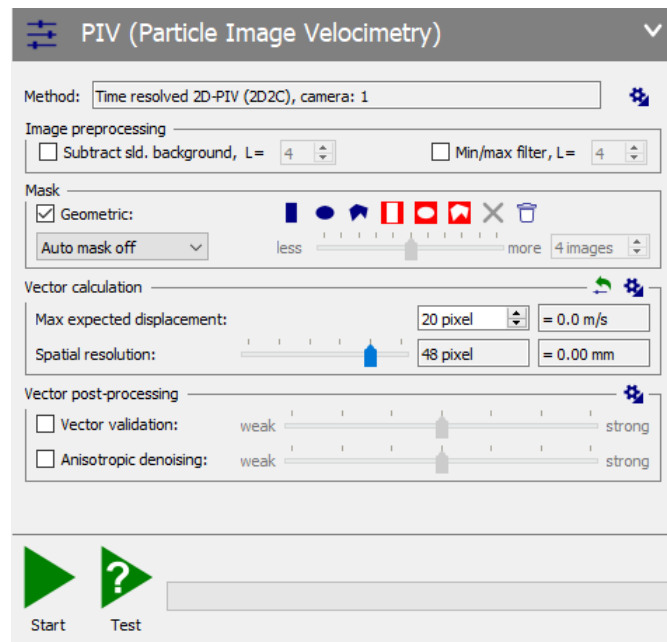 PIV (Particle Image Velocimetry)
Method: Time resolved 2D-PIV (2D2C), camera: 1
Image preprocessing
Subtract sld. background, L= 4 Min/max filter, L= 4
Mask
Geometric:
Auto mask off less more 4 images
Vector calculation
Max expected displacement: 20 pixel = 0.0 m/s
Spatial resolution: 48 pixel = 0.00 mm
Vector post-processing
Vector validation: weak strong
Anisotropic denoising: weak strong
?
Start Test